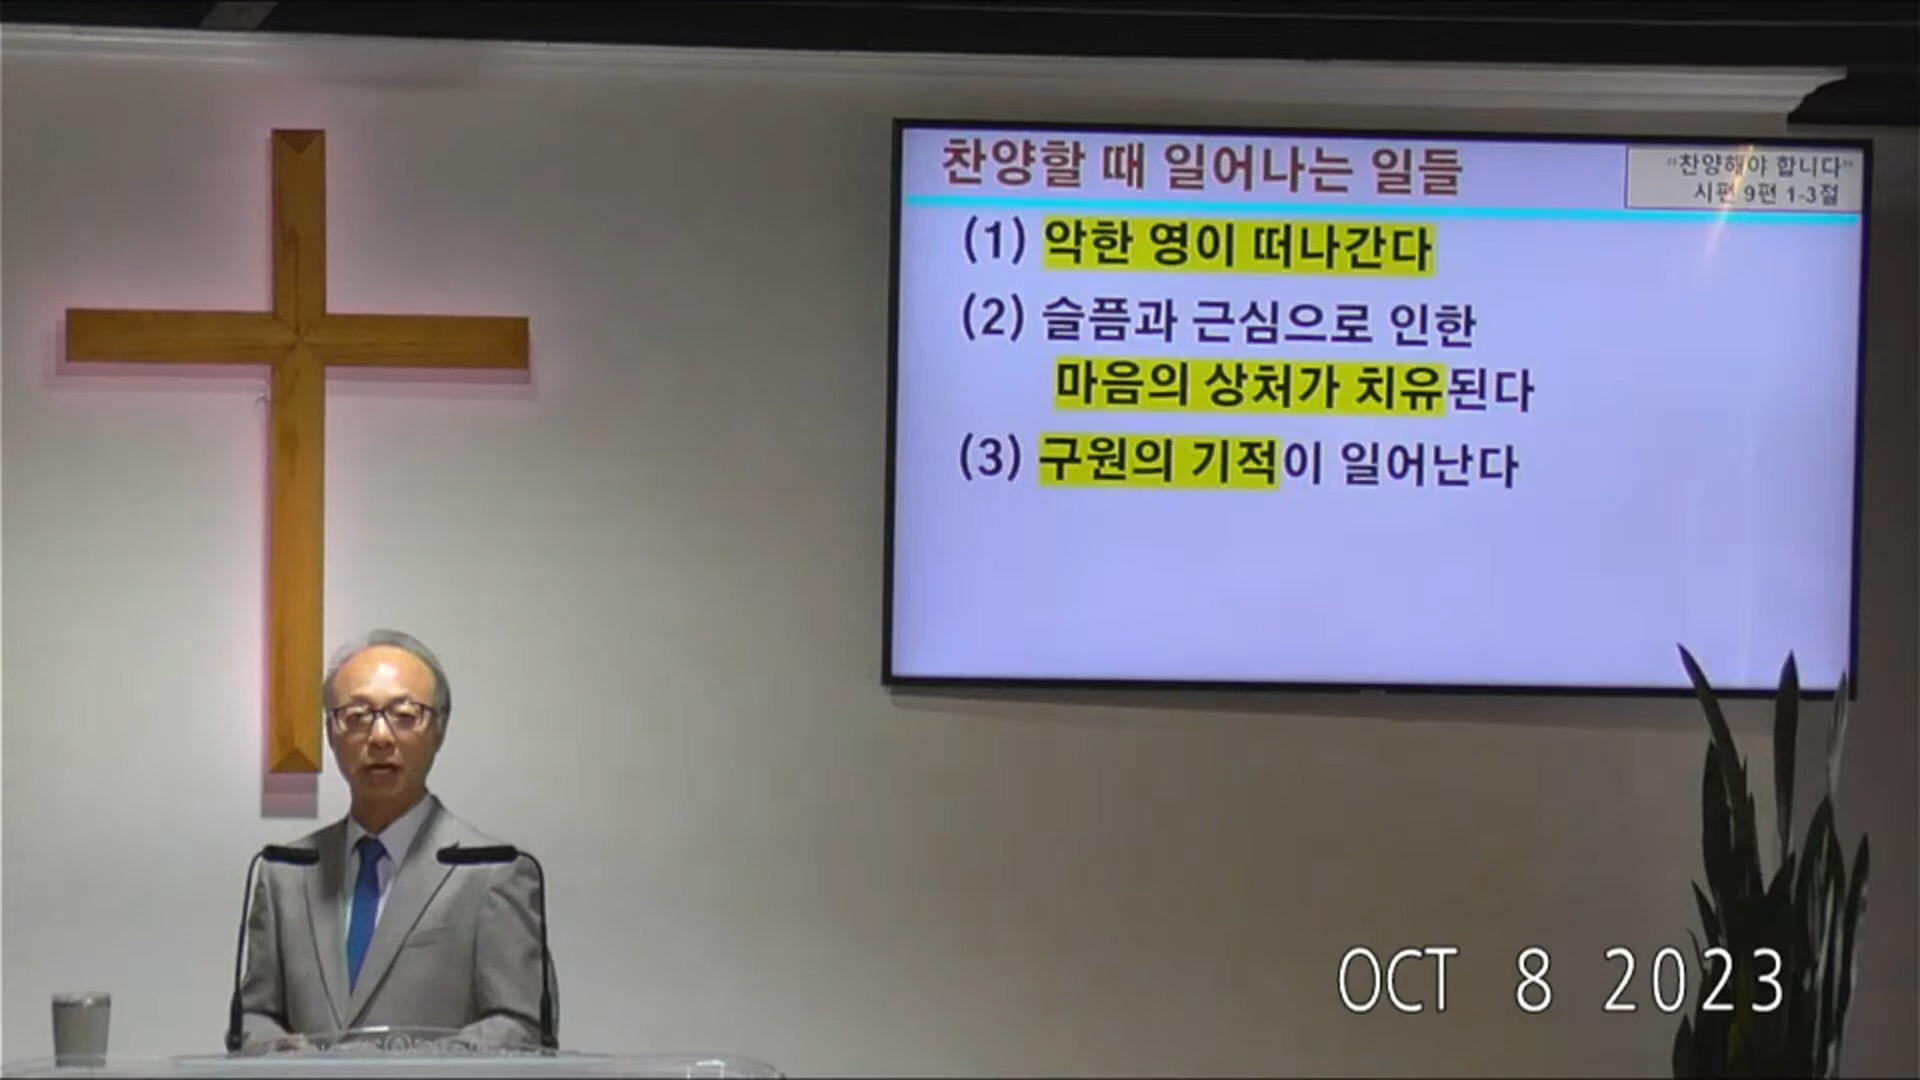 찬양할 때 일어나는 일들
"찬양해야 합니다"
시편 9편 1-3절
(1) 악한 영이 떠나간다
(2) 슬픔과 근심으로 인한
마음의 상처가 치유된다
(3) 구원의 기적이 일어난다
OCT 8 2023